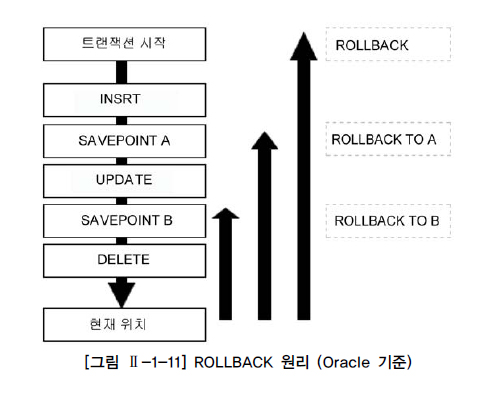 트랜잭션 시작
ROLLBACK
INSRT
SAVEPOINT A
ROLLBACK TO A
UPDATE
SAVEPOINT B
ROLLBACK TO B
DELETE
현재 위치
[그림 Ⅱ-1-11] ROLLBACK 원리 (Oracle 기준)